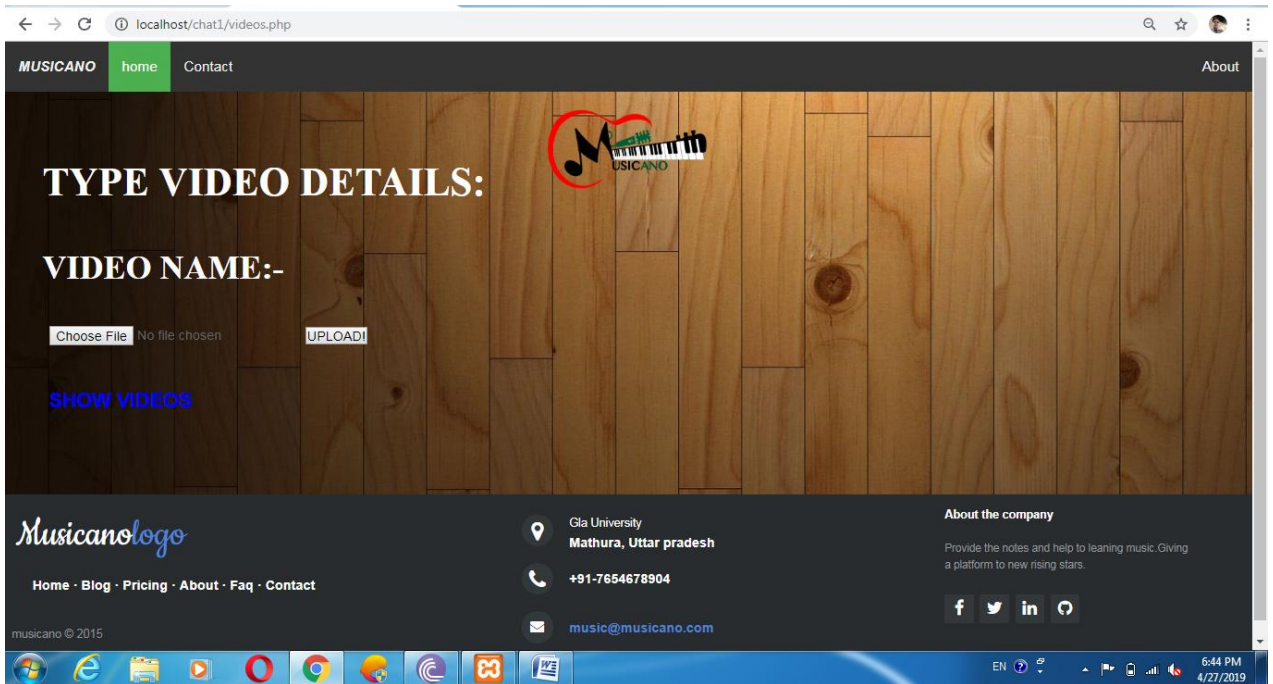 localhost/chat1/videos.php
MUSICANO home Contact About
USICANO
TYPE VIDEO DETAILS:
VIDEO NAME:-
Choose File No file chosen UPLOAD!
SHOW VIDEOS
Musicanologo
Home · Blog · Pricing · About · Faq · Contact
musicano © 2015
Gla University
Mathura, Uttar pradesh
+91-7654678904
music@musicano.com
About the company
Provide the notes and help to leaning music.Giving
a platform to new rising stars.
EN
6:44 PM
4/27/2019